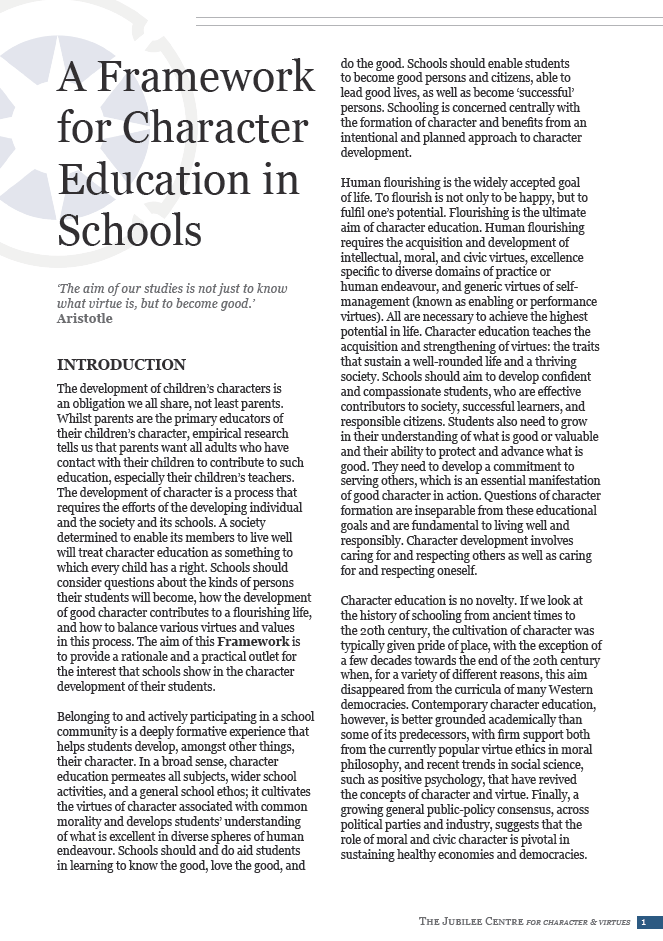 A Framework
for Character
Education in
Schools
‘The aim of our studies is not just to know
what virtue is, but to become good.’
Aristotle
INTRODUCTION
The development of children’s characters is
an obligation we all share, not least parents.
Whilst parents are the primary educators of
their children’s character, empirical research
tells us that parents want all adults who have
contact with their children to contribute to such
education, especially their children’s teachers.
The development of character is a process that
requires the efforts of the developing individual
and the society and its schools. A society
determined to enable its members to live well
will treat character education as something to
which every child has a right. Schools should
consider questions about the kinds of persons
their students will become, how the development
of good character contributes to a flourishing life,
and how to balance various virtues and values
in this process. The aim of this Framework is
to provide a rationale and a practical outlet for
the interest that schools show in the character
development of their students.
Belonging to and actively participating in a school
community is a deeply formative experience that
helps students develop, amongst other things,
their character. In a broad sense, character
education permeates all subjects, wider school
activities, and a general school ethos; it cultivates
the virtues of character associated with common
morality and develops students’ understanding
of what is excellent in diverse spheres of human
endeavour. Schools should and do aid students
in learning to know the good, love the good, and
do the good. Schools should enable students
to become good persons and citizens, able to
lead good lives, as well as become ‘successful’
persons. Schooling is concerned centrally with
the formation of character and benefits from an
intentional and planned approach to character
development.
Human flourishing is the widely accepted goal
of life. To flourish is not only to be happy, but to
fulfil one’s potential. Flourishing is the ultimate
aim of character education. Human flourishing
requires the acquisition and development of
intellectual, moral, and civic virtues, excellence
specific to diverse domains of practice or
human endeavour, and generic virtues of self-
management (known as enabling or performance
virtues). All are necessary to achieve the highest
potential in life. Character education teaches the
acquisition and strengthening of virtues: the traits
that sustain a well-rounded life and a thriving
society. Schools should aim to develop confident
and compassionate students, who are effective
contributors to society, successful learners, and
responsible citizens. Students also need to grow
in their understanding of what is good or valuable
and their ability to protect and advance what is
good. They need to develop a commitment to
serving others, which is an essential manifestation
of good character in action. Questions of character
formation are inseparable from these educational
goals and are fundamental to living well and
responsibly. Character development involves
caring for and respecting others as well as caring
for and respecting oneself.
Character education is no novelty. If we look at
the history of schooling from ancient times to
the 20th century, the cultivation of character was
typically given pride of place, with the exception of
a few decades towards the end of the 20th century
when, for a variety of different reasons, this aim
disappeared from the curricula of many Western
democracies. Contemporary character education,
however, is better grounded academically than
some of its predecessors, with firm support both
from the currently popular virtue ethics in moral
philosophy, and recent trends in social science,
such as positive psychology, that have revived
the concepts of character and virtue. Finally, a
growing general public-policy consensus, across
political parties and industry, suggests that the
role of moral and civic character is pivotal in
sustaining healthy economies and democracies.
THE JUBILEE CENTRE FOR CHARACTER & VIRTUES 1